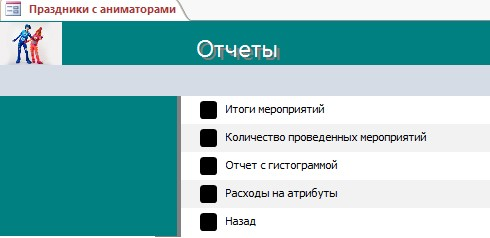 Праздники с аниматорами
Отчеты
Итоги мероприятий
Количество проведенных мероприятий
Отчет с гистограммой
Расходы на атрибуты
Назад